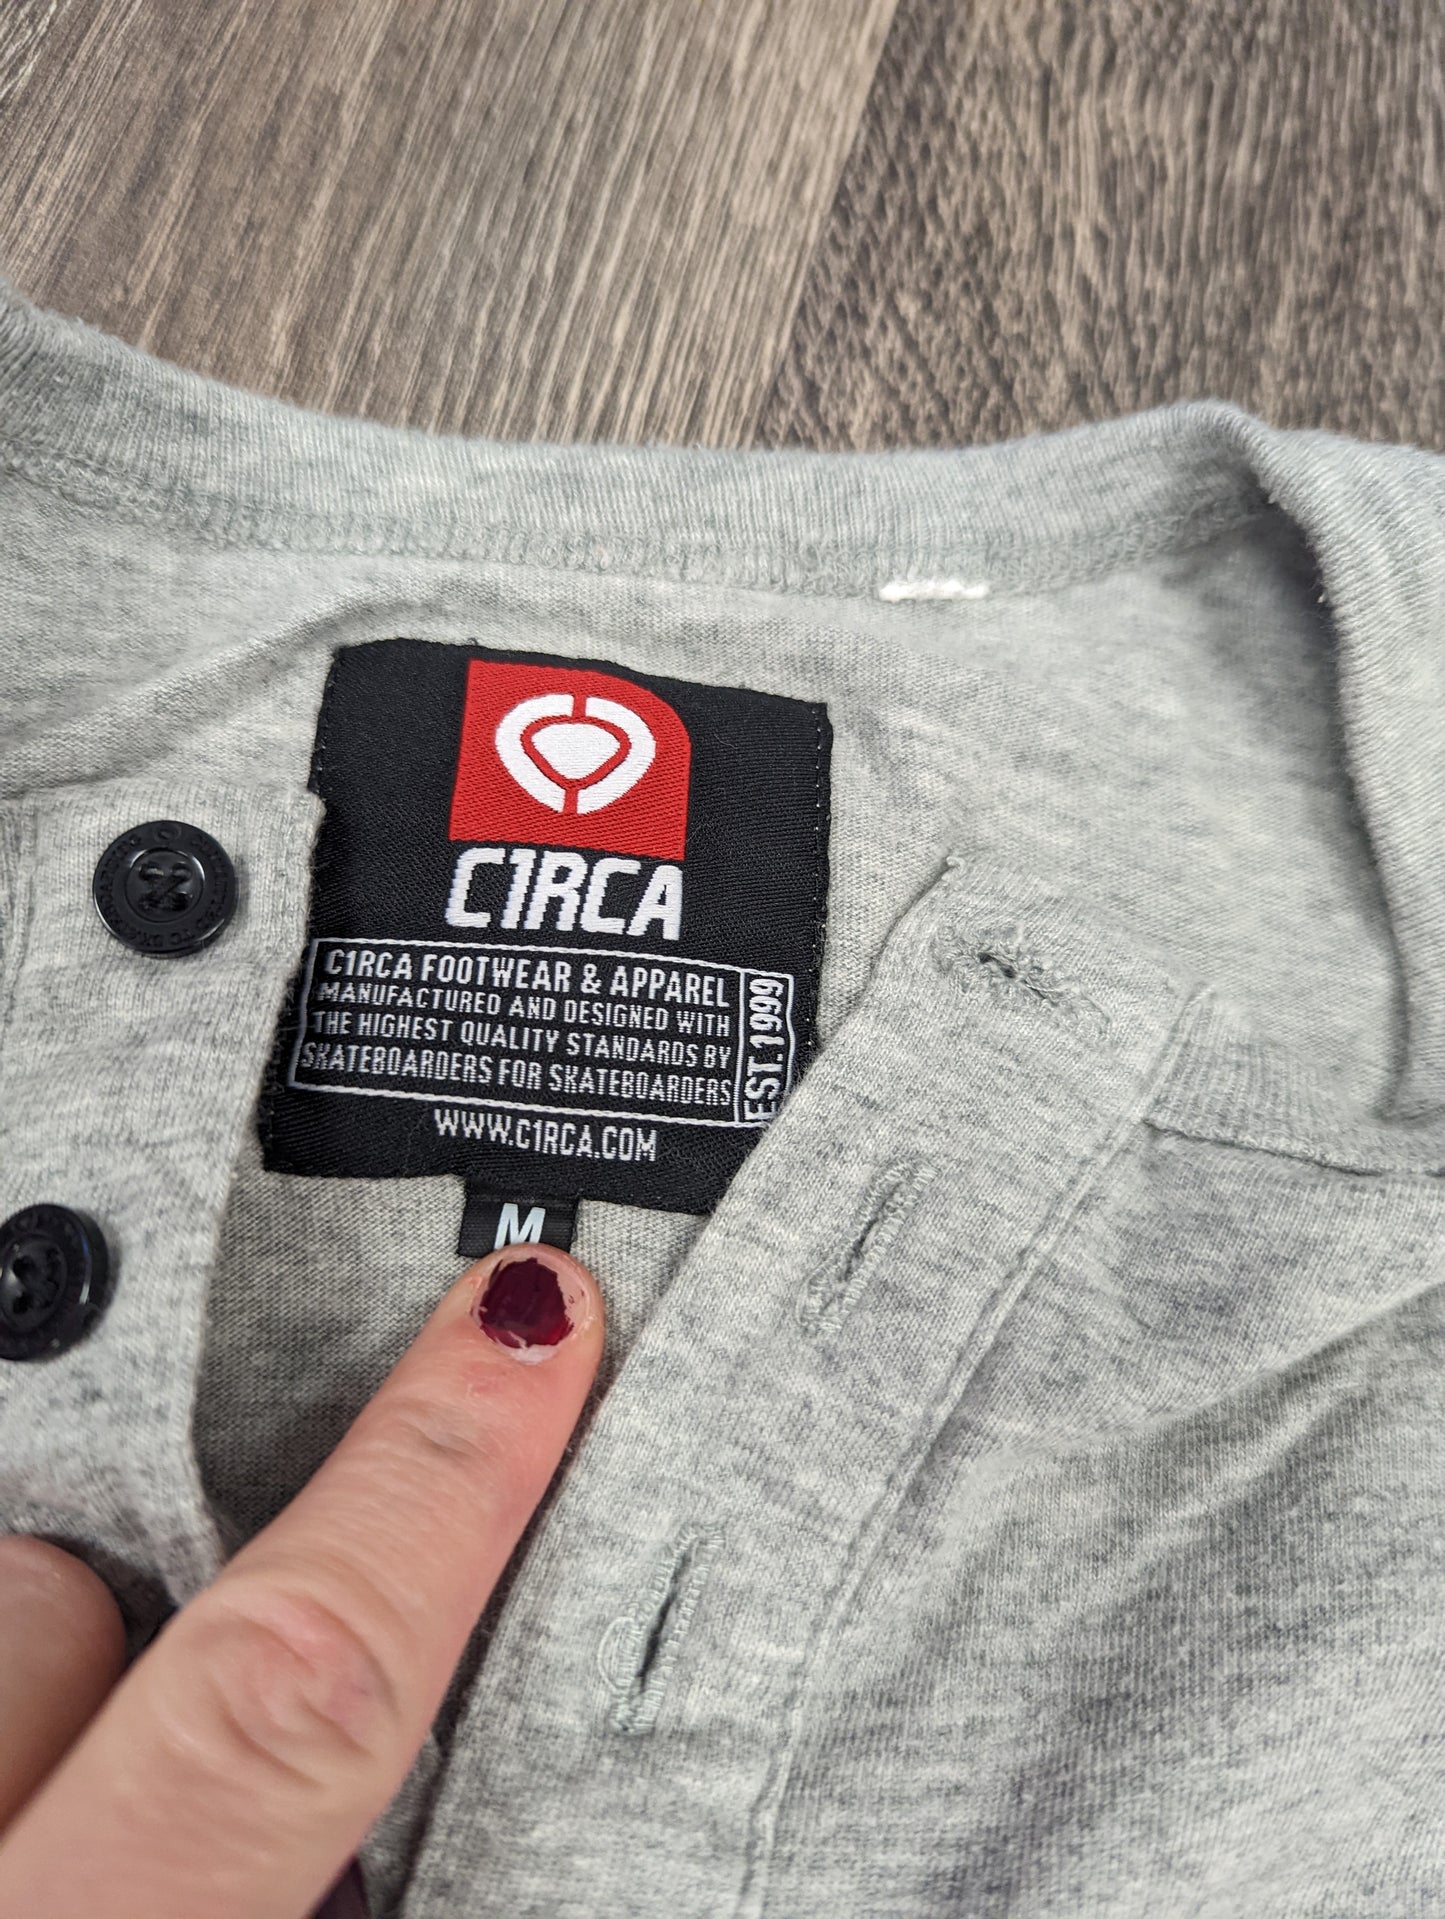 C1RCA
C1RCA FOOTWEAR & APPAREL
MANUFACTURED AND DESIGNED WITH
THE HIGHEST QUALITY STANDARDS BY
SKATEBOARDERS FOR SKATEBOARDERS
EST.1999
WWW.C1RCA.COM
M